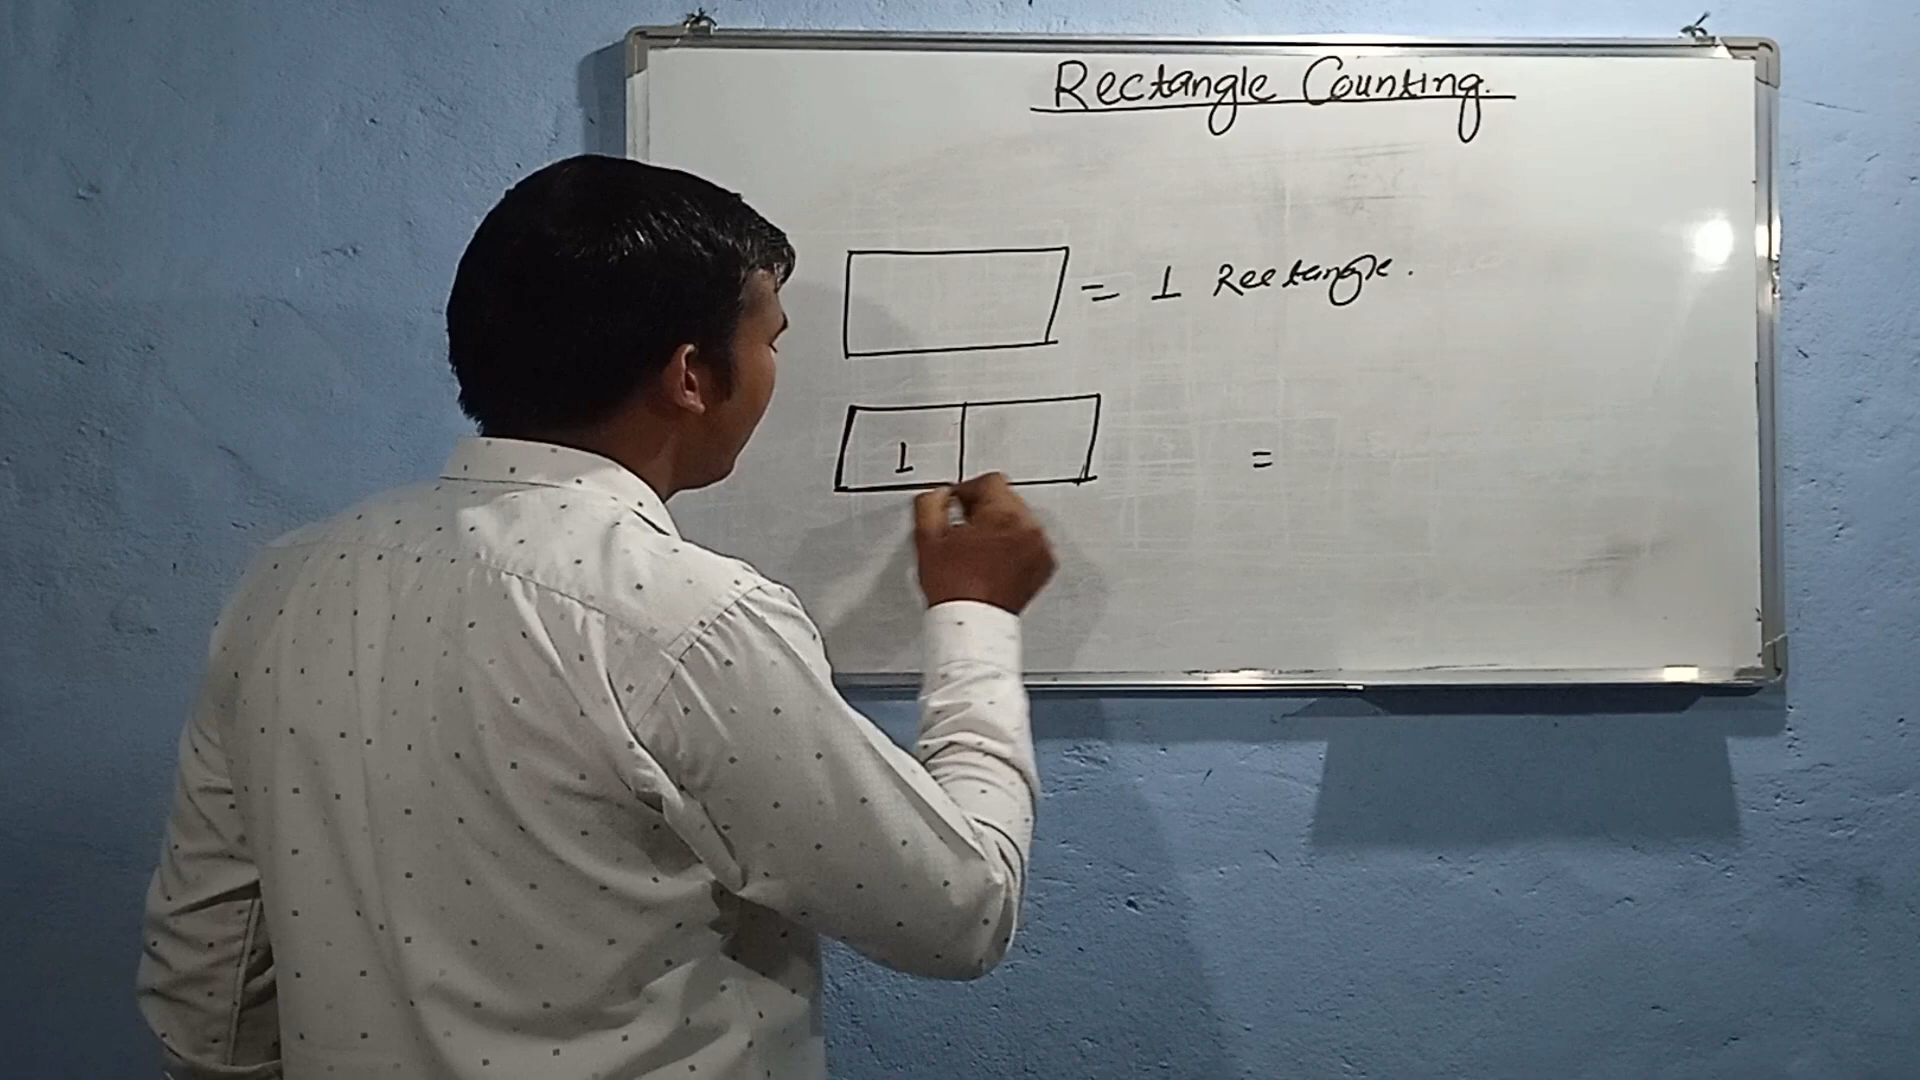 Rectangle Counting.
= 1 Rectangle.
1 =